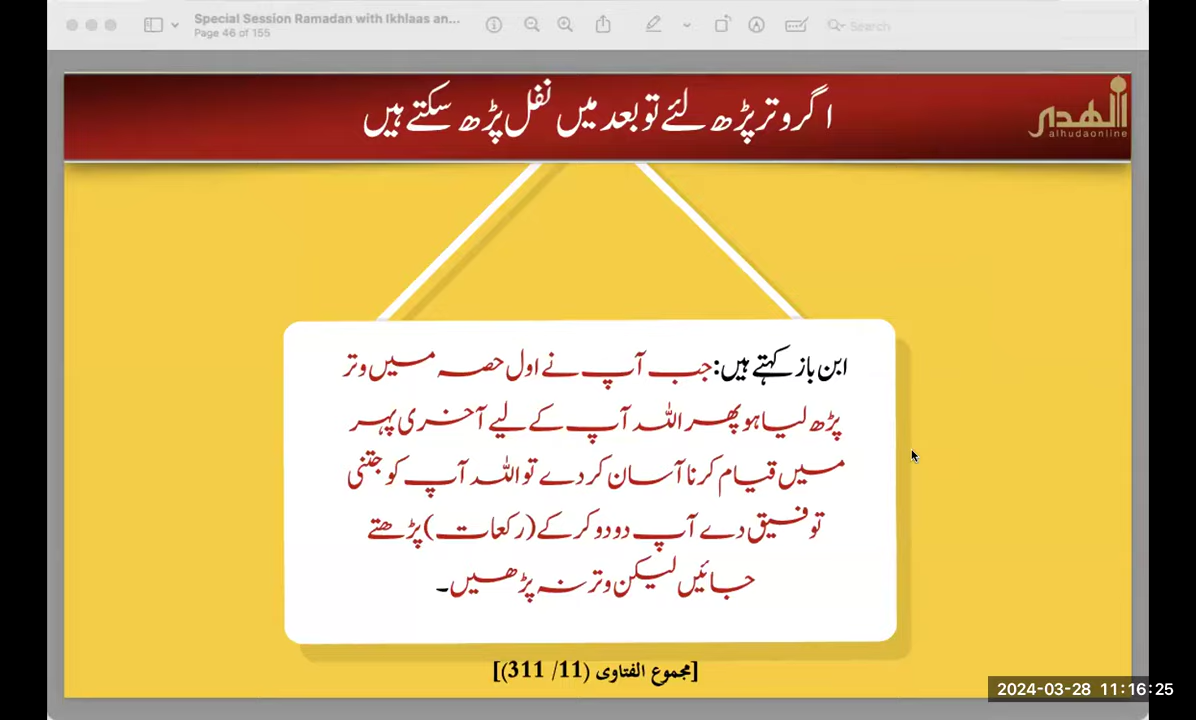 Special Session Ramadan with Ikhlaas an...
Page 46 of 155
Search
اگر وتر پڑھ لئے تو بعد میں نفل پڑھ سکتے ہیں
الهدى
alhudaonline
ابن باز کہتے ہیں: جب آپ نے اول حصہ میں وتر
پڑھ لیا ہو پھر اللہ آپ کے لیے آخری پہر
میں قیام کرنا آسان کر دے تو اللہ آپ کو جتنی
توفیق دے آپ دو دو کر کے (رکعات) پڑھتے
جائیں لیکن وتر نہ پڑھیں۔
[مجموع الفتاوى (11/ 311)]
2024-03-28 11:16:25